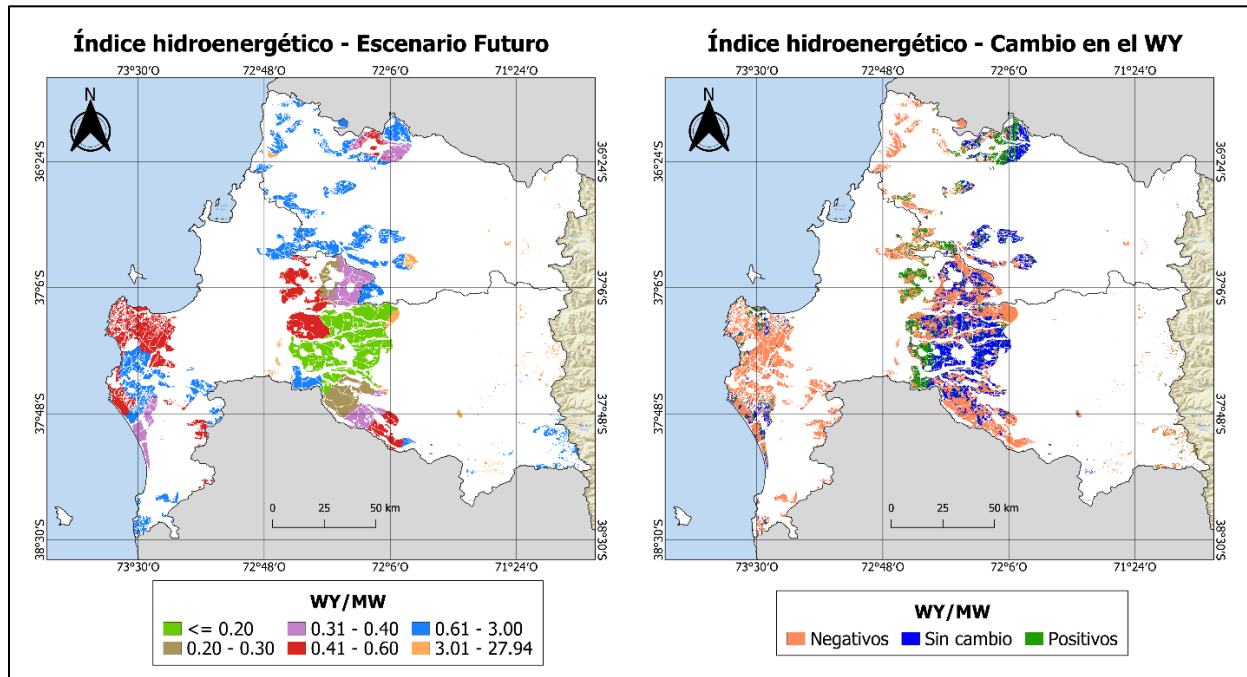 Índice hidroenergético - Escenario Futuro
73°30'O 72°48'O 72°6'O 71°24'O
N
36°24'S 36°24'S
37°6'S 37°6'S
37°48'S 37°48'S
38°30'S 38°30'S
0 25 50 km
73°30'O 72°48'O 72°6'O 71°24'O
WY/MW
<= 0.20 0.31 - 0.40 0.61 - 3.00
0.20 - 0.30 0.41 - 0.60 3.01 - 27.94
Índice hidroenergético - Cambio en el WY
73°30'O 72°48'O 72°6'O 71°24'O
N
36°24'S 36°24'S
37°6'S 37°6'S
37°48'S 37°48'S
38°30'S 38°30'S
0 25 50 km
73°30'O 72°48'O 72°6'O 71°24'O
WY/MW
Negativos Sin cambio Positivos